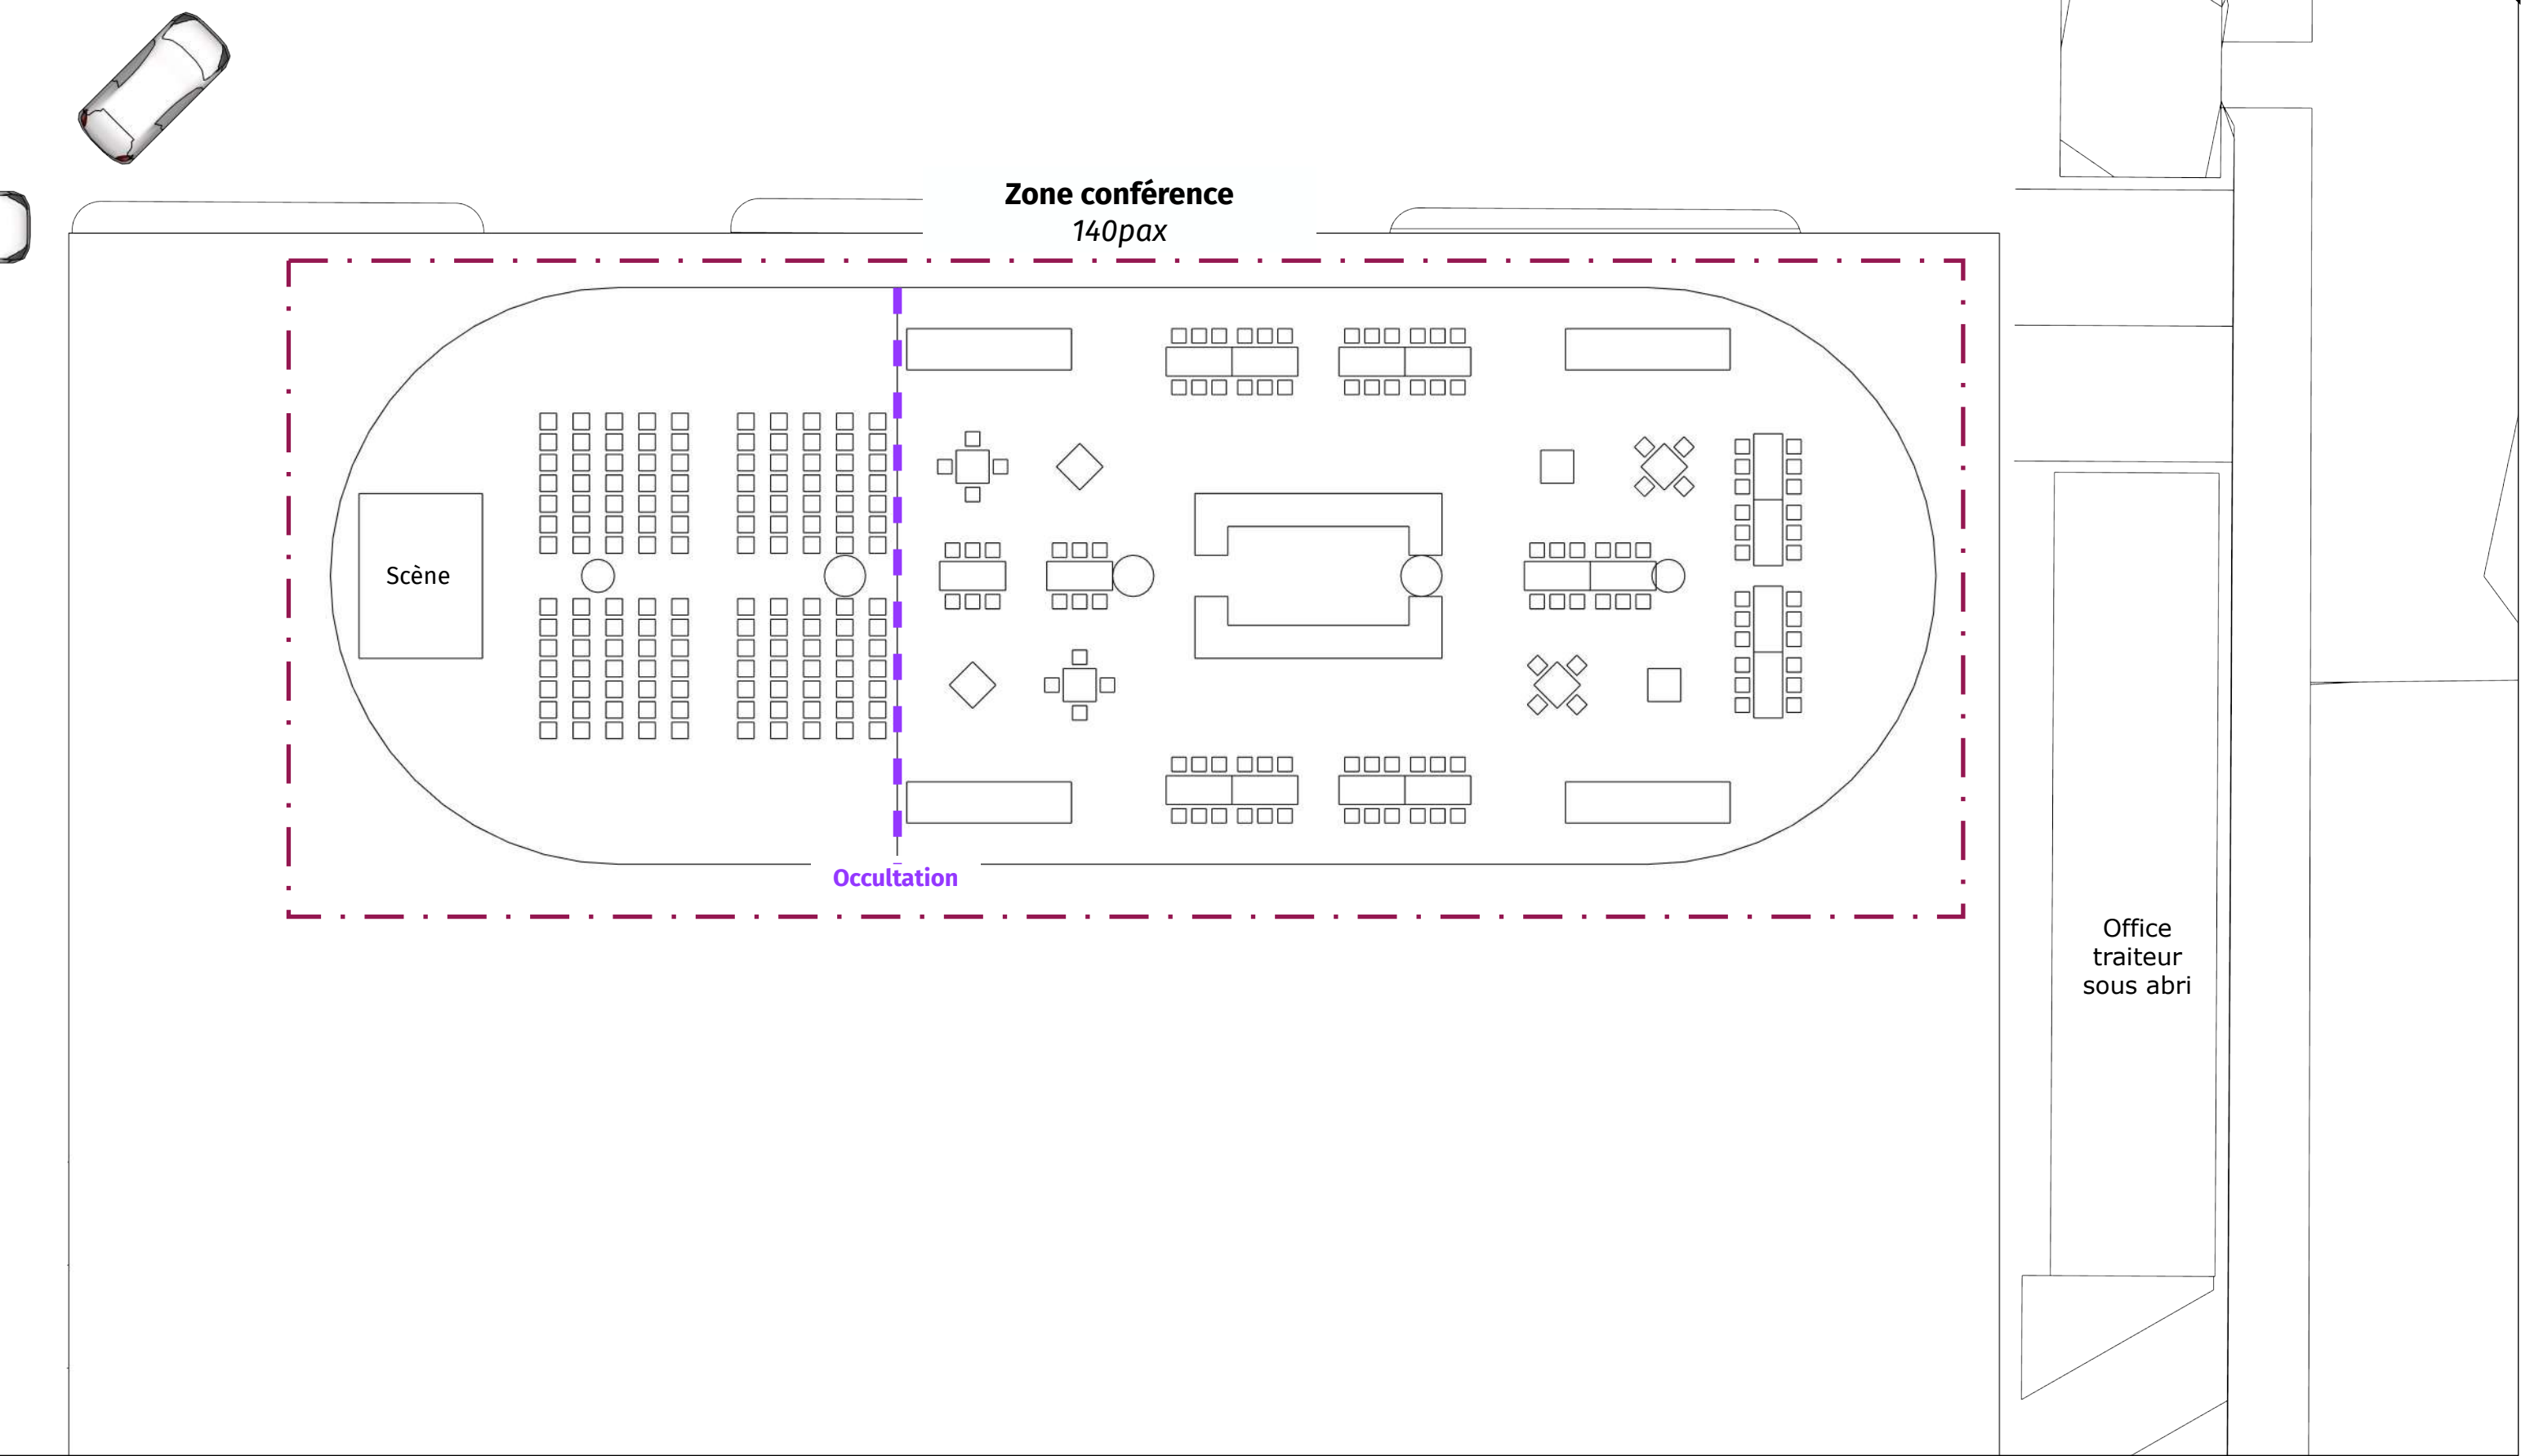 Zone conférence
140pax
Scène
Occultation
Office
traiteur
sous abri